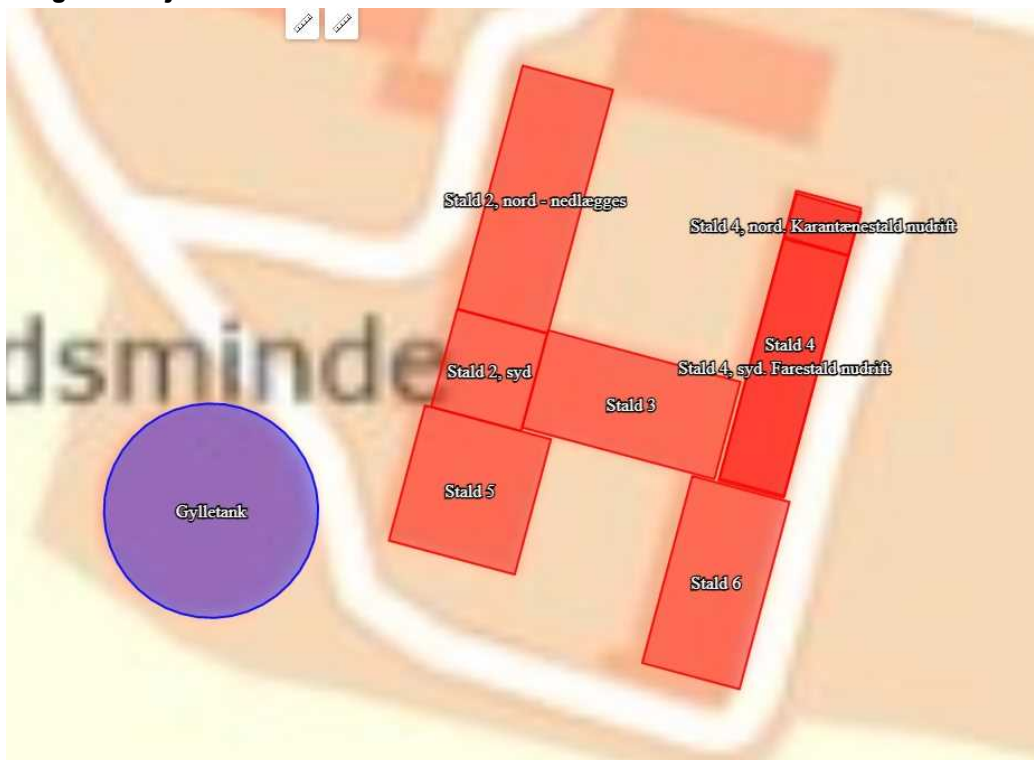 Stald 2, nord - nedlægges
Stald 4, nord. Karantænestald nudrift
dsminde
Stald 4
Stald 4, syd. Farestald nudrift
Stald 2, syd
Stald 3
Stald 5
Gylletank
Stald 6